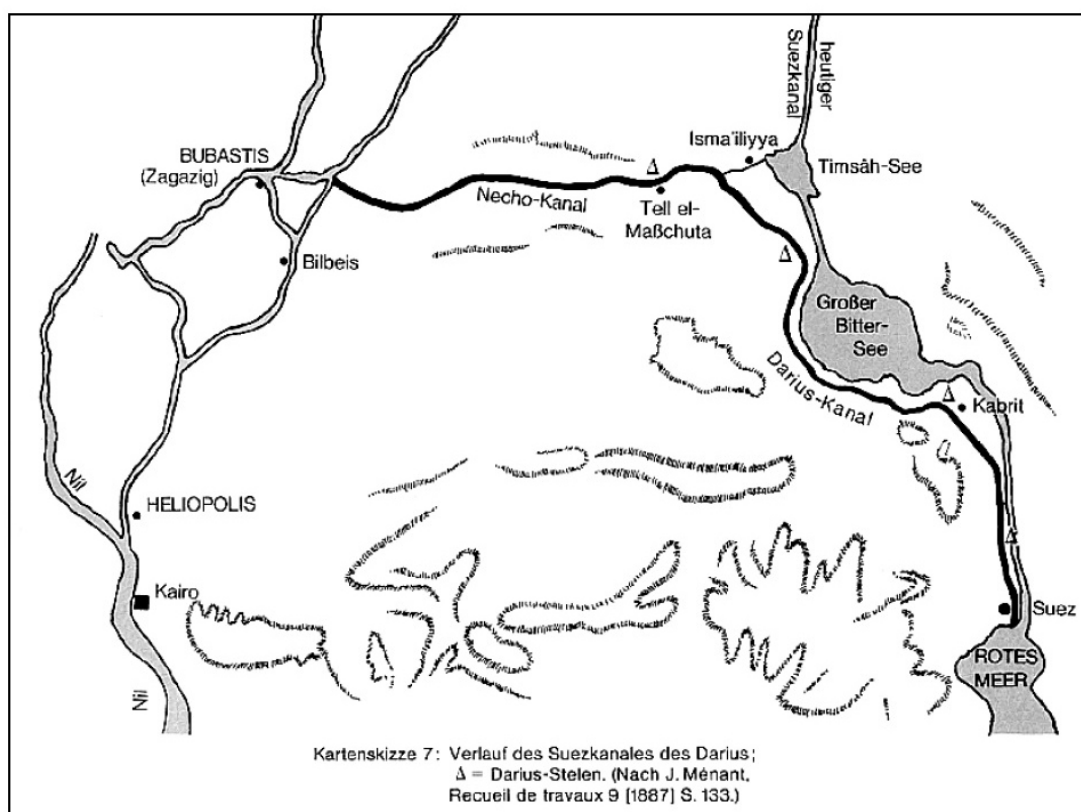 heutiger
Suezkanal
Isma'iliyya
Timsâh-See
BUBASTIS
(Zagazig)
Δ
Necho-Kanal
Tell el-
Maßchuta
Δ
Bilbeis
Großer
Bitter-
See
Darius-Kanal
Δ
Kabrit
Nil
HELIOPOLIS
Δ
Kairo
Suez
ROTES
MEER
Nil
Kartenskizze 7: Verlauf des Suezkanales des Darius;
Δ = Darius-Stelen. (Nach J. Ménant,
Recueil de travaux 9 [1887] S. 133.)